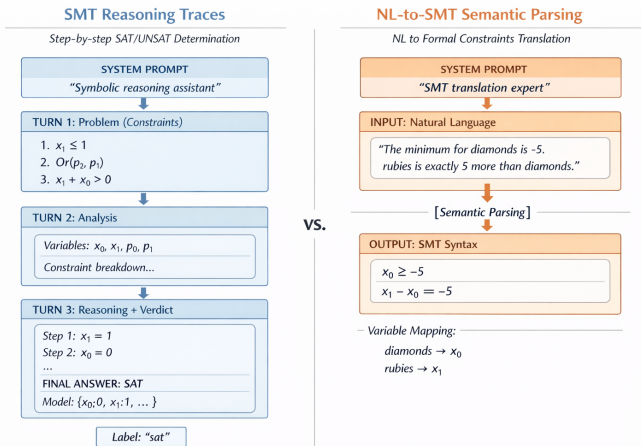 SMT Reasoning Traces
Step-by-step SAT/UNSAT Determination
SYSTEM PROMPT
“Symbolic reasoning assistant”
TURN 1: Problem (Constraints)
1. x₁ ≤ 1
2. Or(p₂, p₁)
3. x₁ + x₀ > 0
TURN 2: Analysis
Variables: x₀, x₁, p₀, p₁
Constraint breakdown...
TURN 3: Reasoning + Verdict
Step 1: x₁ = 1
Step 2: x₀ = 0
...
FINAL ANSWER: SAT
Model: {x₀:0, x₁:1, ... }
Label: “sat”
VS.
NL-to-SMT Semantic Parsing
NL to Formal Constraints Translation
SYSTEM PROMPT
“SMT translation expert”
INPUT: Natural Language
“The minimum for diamonds is -5.
rubies is exactly 5 more than diamonds.”
[Semantic Parsing]
OUTPUT: SMT Syntax
x₀ ≥ −5
x₁ − x₀ = −5
Variable Mapping:
diamonds → x₀
rubies → x₁